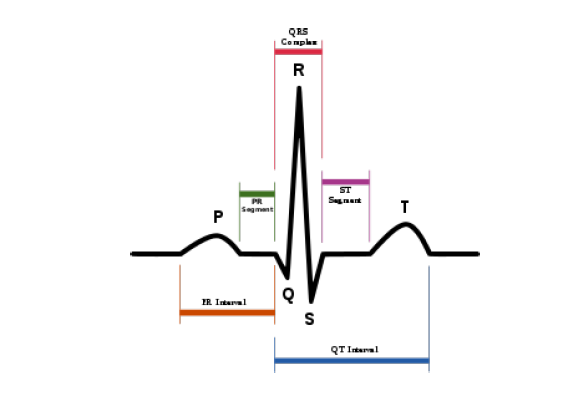 QRS
Complex
R
PR
Segment
ST
Segment
P
T
Q
S
PR Interval
QT Interval